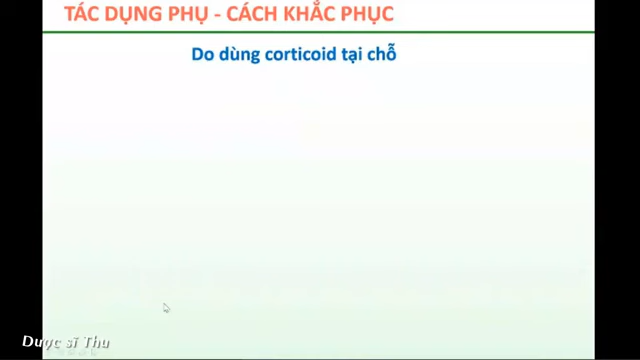 TÁC DỤNG PHỤ - CÁCH KHẮC PHỤC
Do dùng corticoid tại chỗ
Dược sĩ Thu